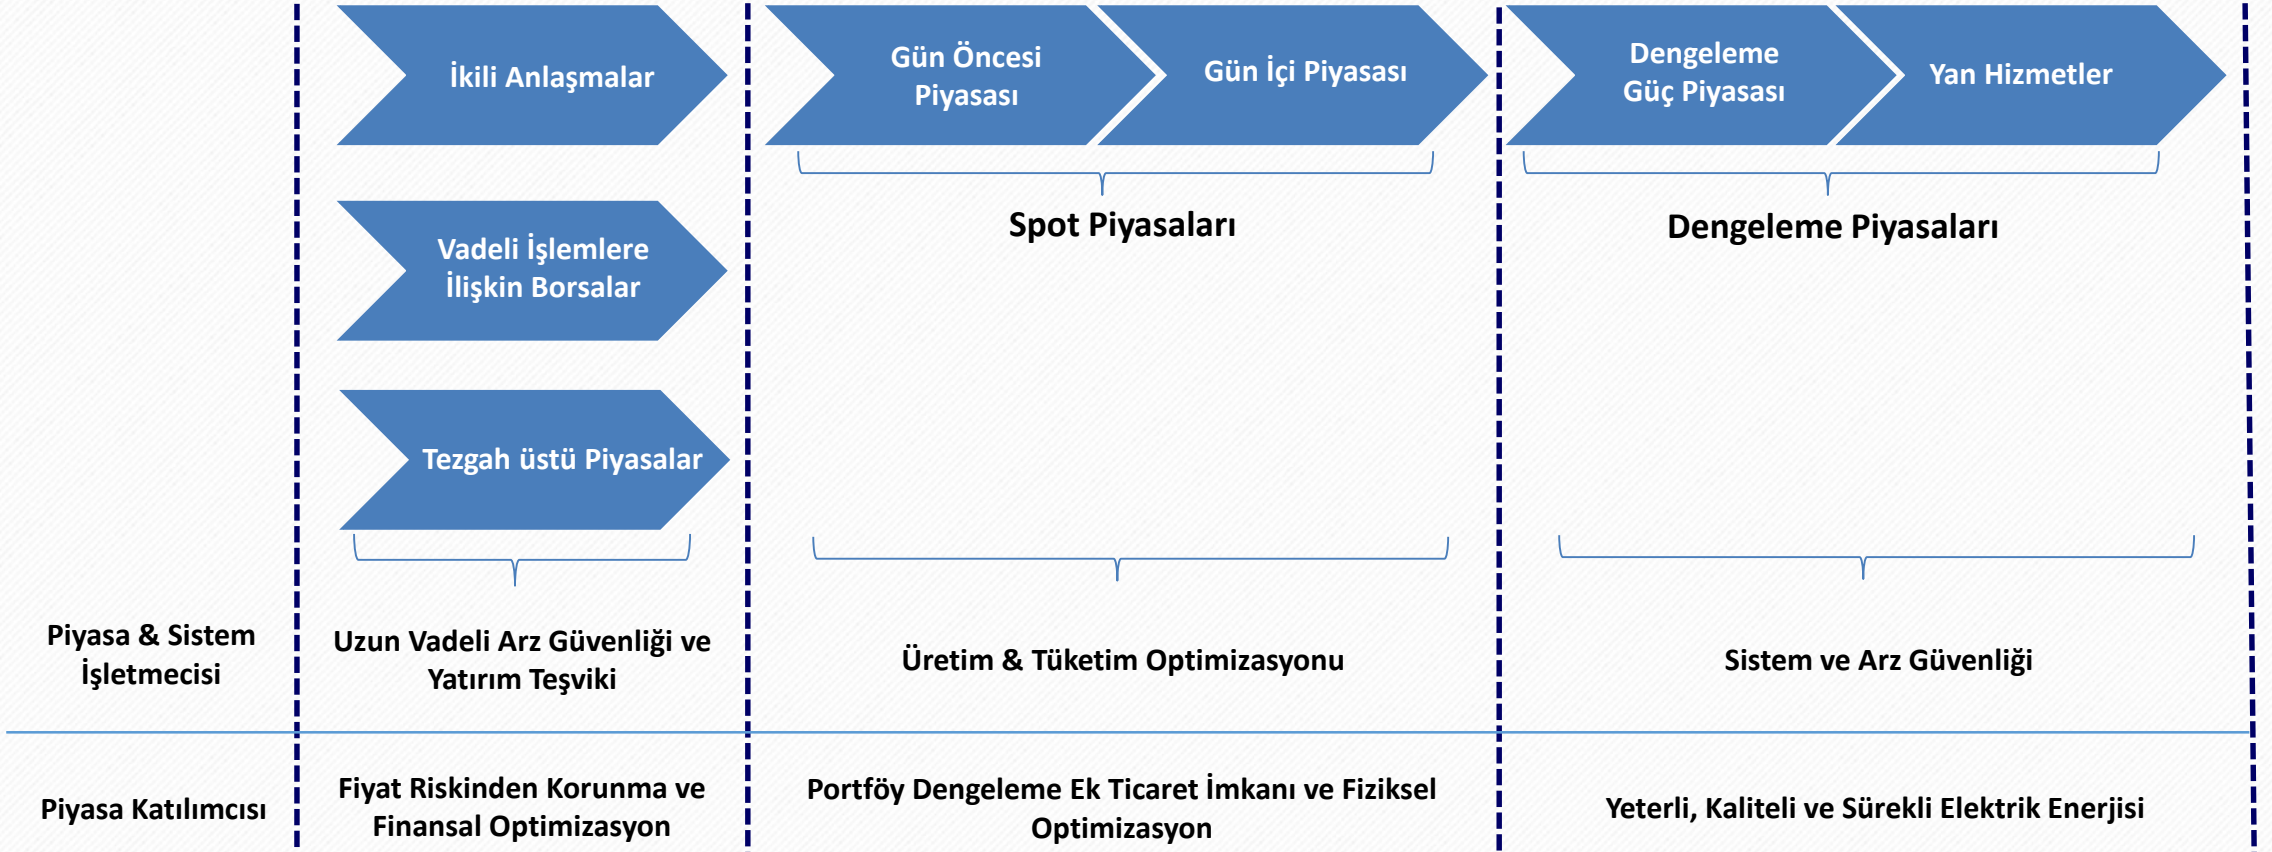 İkili Anlaşmalar
Gün Öncesi
Piyasası
Gün İçi Piyasası
Dengeleme
Güç Piyasası
Yan Hizmetler
Spot Piyasaları
Dengeleme Piyasaları
Vadeli İşlemlere
İlişkin Borsalar
Tezgah üstü Piyasalar
Piyasa & Sistem
İşletmecisi
Uzun Vadeli Arz Güvenliği ve
Yatırım Teşviki
Üretim & Tüketim Optimizasyonu
Sistem ve Arz Güvenliği
Piyasa Katılımcısı
Fiyat Riskinden Korunma ve
Finansal Optimizasyon
Portföy Dengeleme Ek Ticaret İmkanı ve Fiziksel
Optimizasyon
Yeterli, Kaliteli ve Sürekli Elektrik Enerjisi